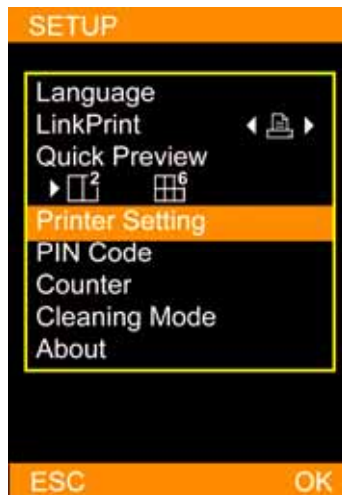 SETUP
Language
LinkPrint
Quick Preview
2 6
Printer Setting
PIN Code
Counter
Cleaning Mode
About
ESC OK